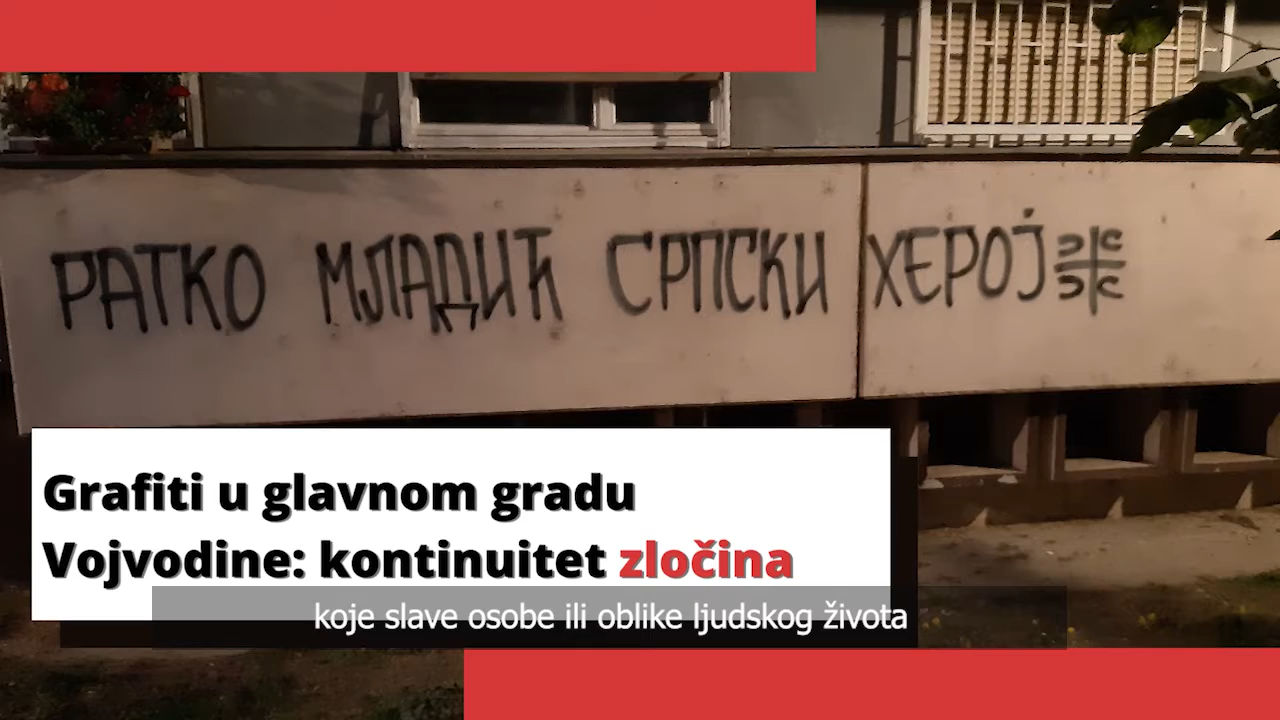 РАТКО МЛАДИЋ СРПСКИ ХЕРОЈ
Grafiti u glavnom gradu
Vojvodine: kontinuitet zločina
koje slave osobe ili oblike ljudskog života